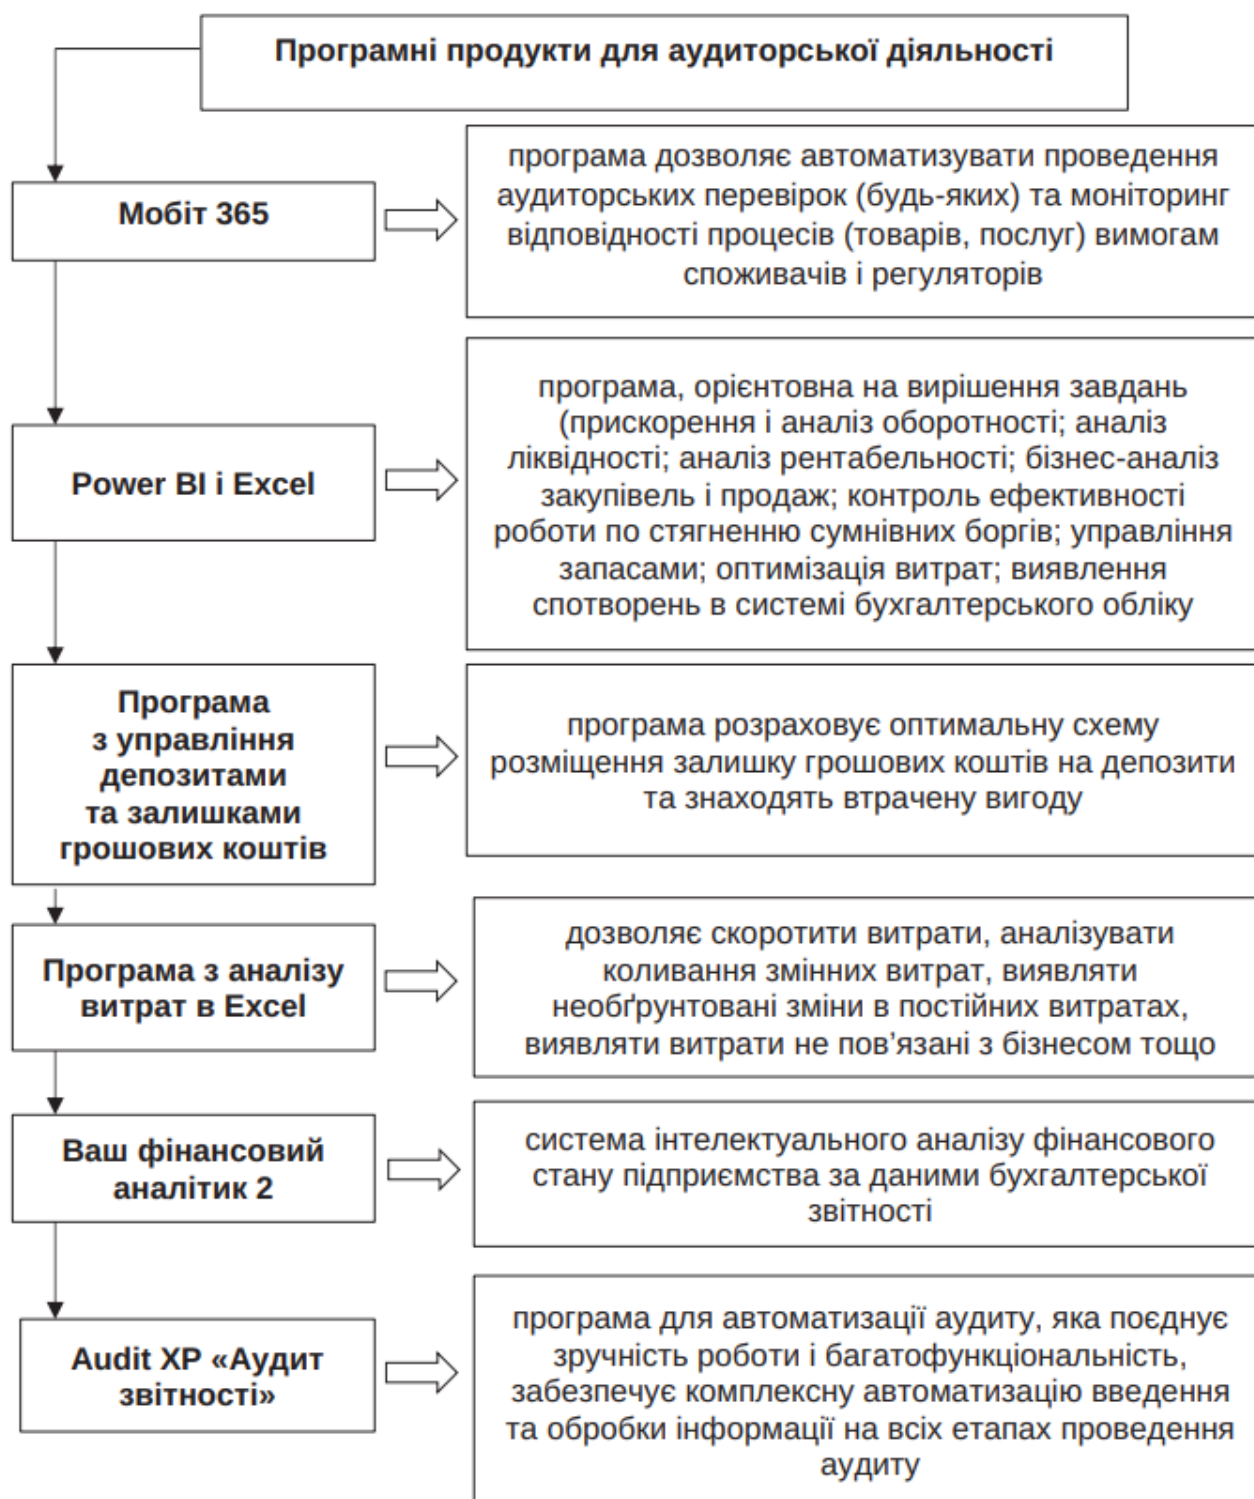 Програмні продукти для аудиторської діяльності
Мобіт 365
програма дозволяє автоматизувати проведення
аудиторських перевірок (будь-яких) та моніторинг
відповідності процесів (товарів, послуг) вимогам
споживачів і регуляторів
Power BI і Excel
програма, орієнтовна на вирішення завдань
(прискорення і аналіз оборотності; аналіз
ліквідності; аналіз рентабельності; бізнес-аналіз
закупівель і продаж; контроль ефективності
роботи по стягненню сумнівних боргів; управління
запасами; оптимізація витрат; виявлення
спотворень в системі бухгалтерського обліку
Програма
з управління
депозитами
та залишками
грошових коштів
програма розраховує оптимальну схему
розміщення залишку грошових коштів на депозити
та знаходять втрачену вигоду
Програма з аналізу
витрат в Excel
дозволяє скоротити витрати, аналізувати
коливання змінних витрат, виявляти
необґрунтовані зміни в постійних витратах,
виявляти витрати не пов’язані з бізнесом тощо
Ваш фінансовий
аналітик 2
система інтелектуального аналізу фінансового
стану підприємства за даними бухгалтерської
звітності
Audit XP «Аудит
звітності»
програма для автоматизації аудиту, яка поєднує
зручність роботи і багатофункціональність,
забезпечує комплексну автоматизацію введення
та обробки інформації на всіх етапах проведення
аудиту